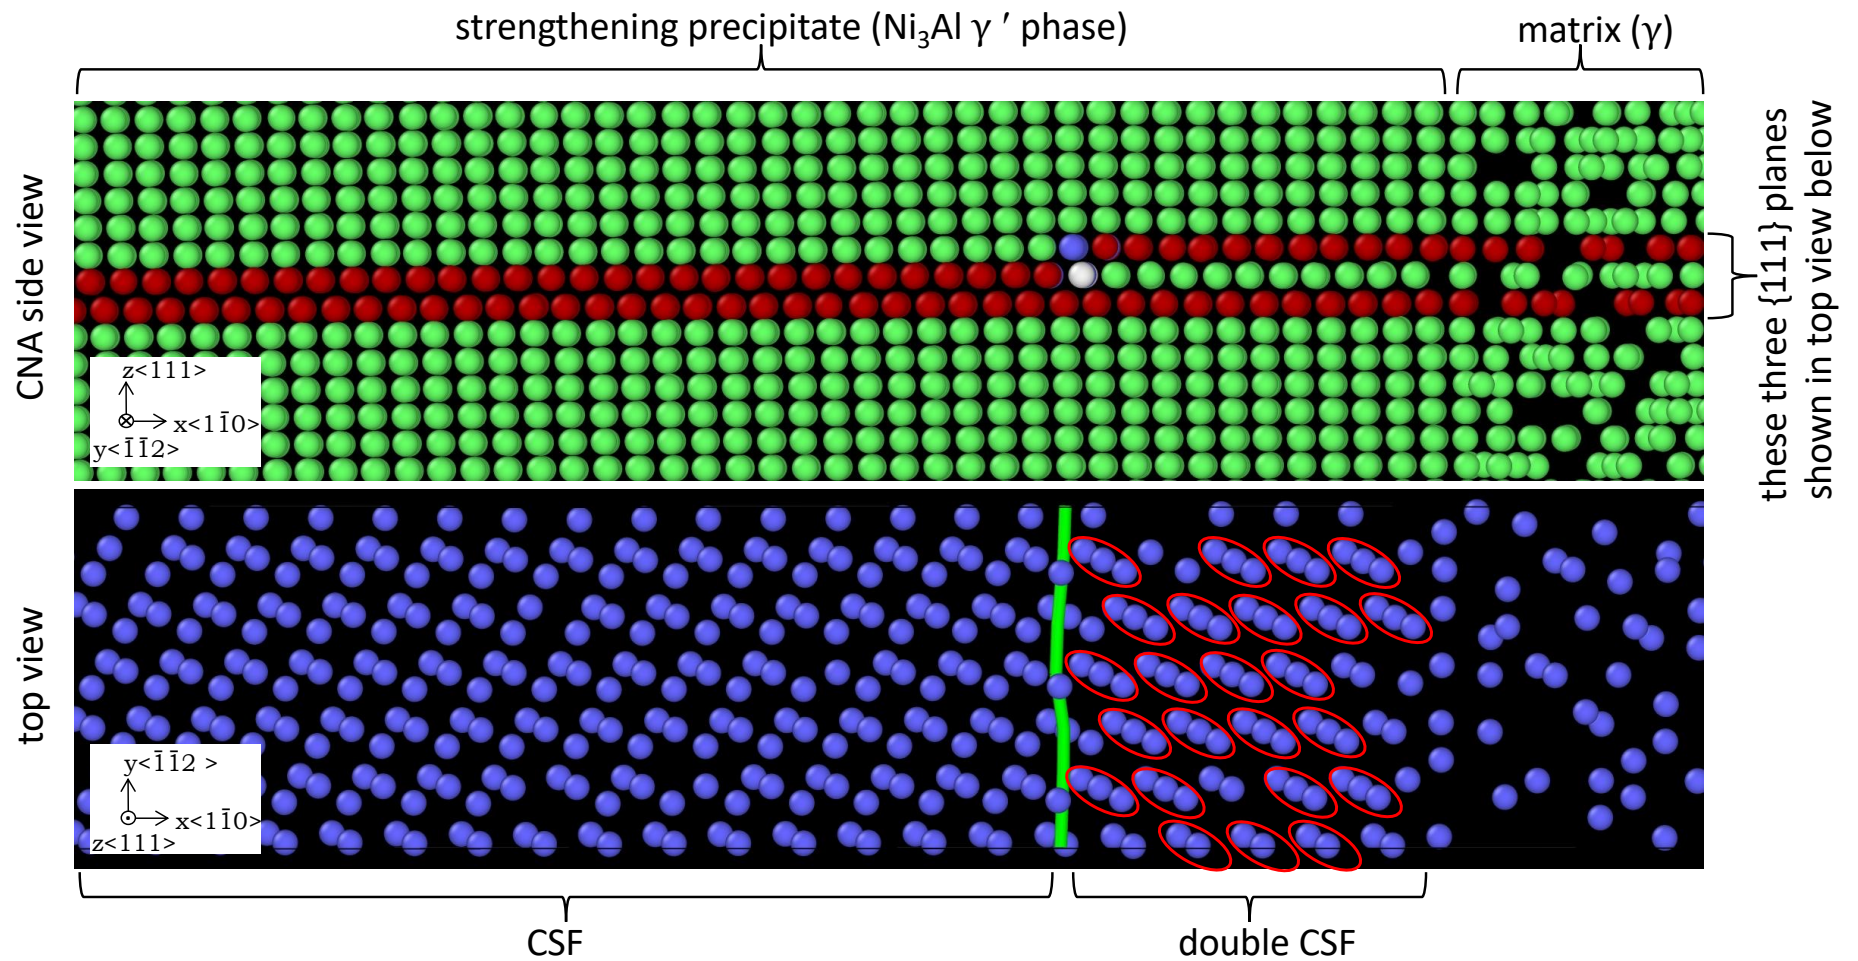 strengthening precipitate (Ni₃Al γ ′ phase)
matrix (γ)
CNA side view
these three {111} planes
shown in top view below
z<111>
x<11̄0>
y<1̄1̄2>
top view
y<1̄1̄2 >
x<11̄0>
z<111>
CSF
double CSF